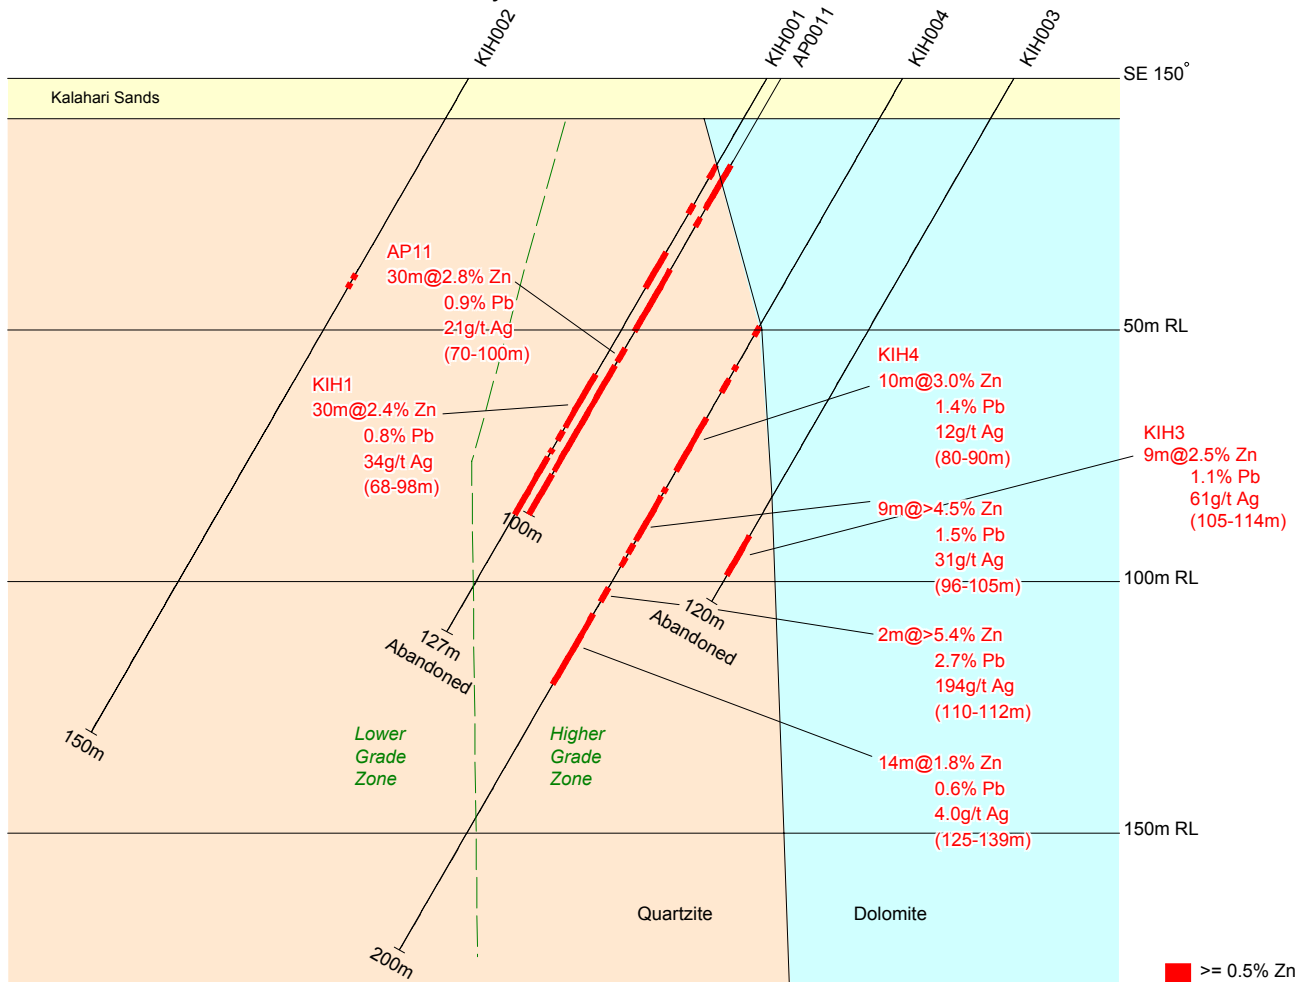 KIH002
KIH001
AP0011
KIH004
KIH003
SE 150°
Kalahari Sands
AP11
30m@2.8% Zn
0.9% Pb
21g/t Ag
(70-100m)
50m RL
KIH1
30m@2.4% Zn
0.8% Pb
34g/t Ag
(68-98m)
KIH4
10m@3.0% Zn
1.4% Pb
12g/t Ag
(80-90m)
KIH3
9m@2.5% Zn
1.1% Pb
61g/t Ag
(105-114m)
9m@>4.5% Zn
1.5% Pb
31g/t Ag
(96-105m)
100m
100m RL
120m
Abandoned
127m
Abandoned
2m@>5.4% Zn
2.7% Pb
194g/t Ag
(110-112m)
150m
Lower
Grade
Zone
Higher
Grade
Zone
14m@1.8% Zn
0.6% Pb
4.0g/t Ag
(125-139m)
150m RL
Quartzite
Dolomite
200m
>= 0.5% Zn